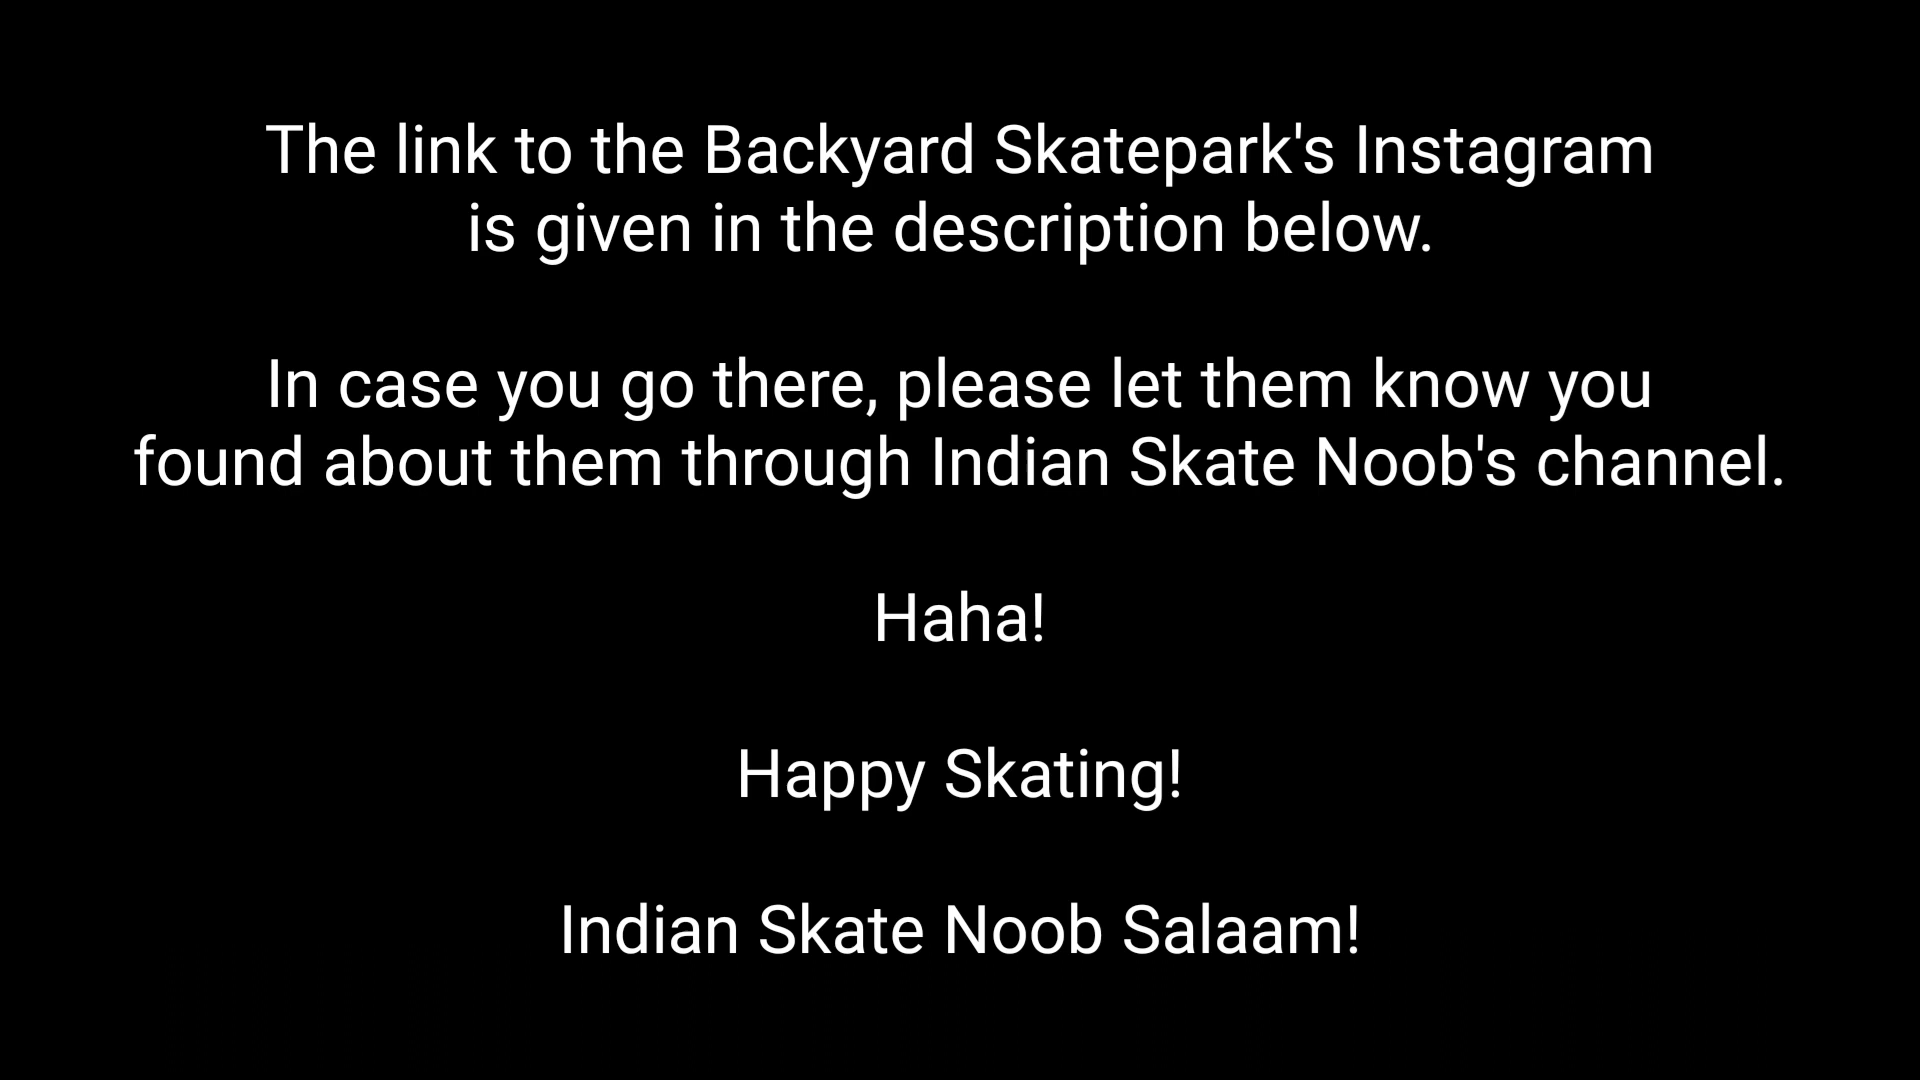 The link to the Backyard Skatepark's Instagram
is given in the description below.
In case you go there, please let them know you
found about them through Indian Skate Noob's channel.
Haha!
Happy Skating!
Indian Skate Noob Salaam!